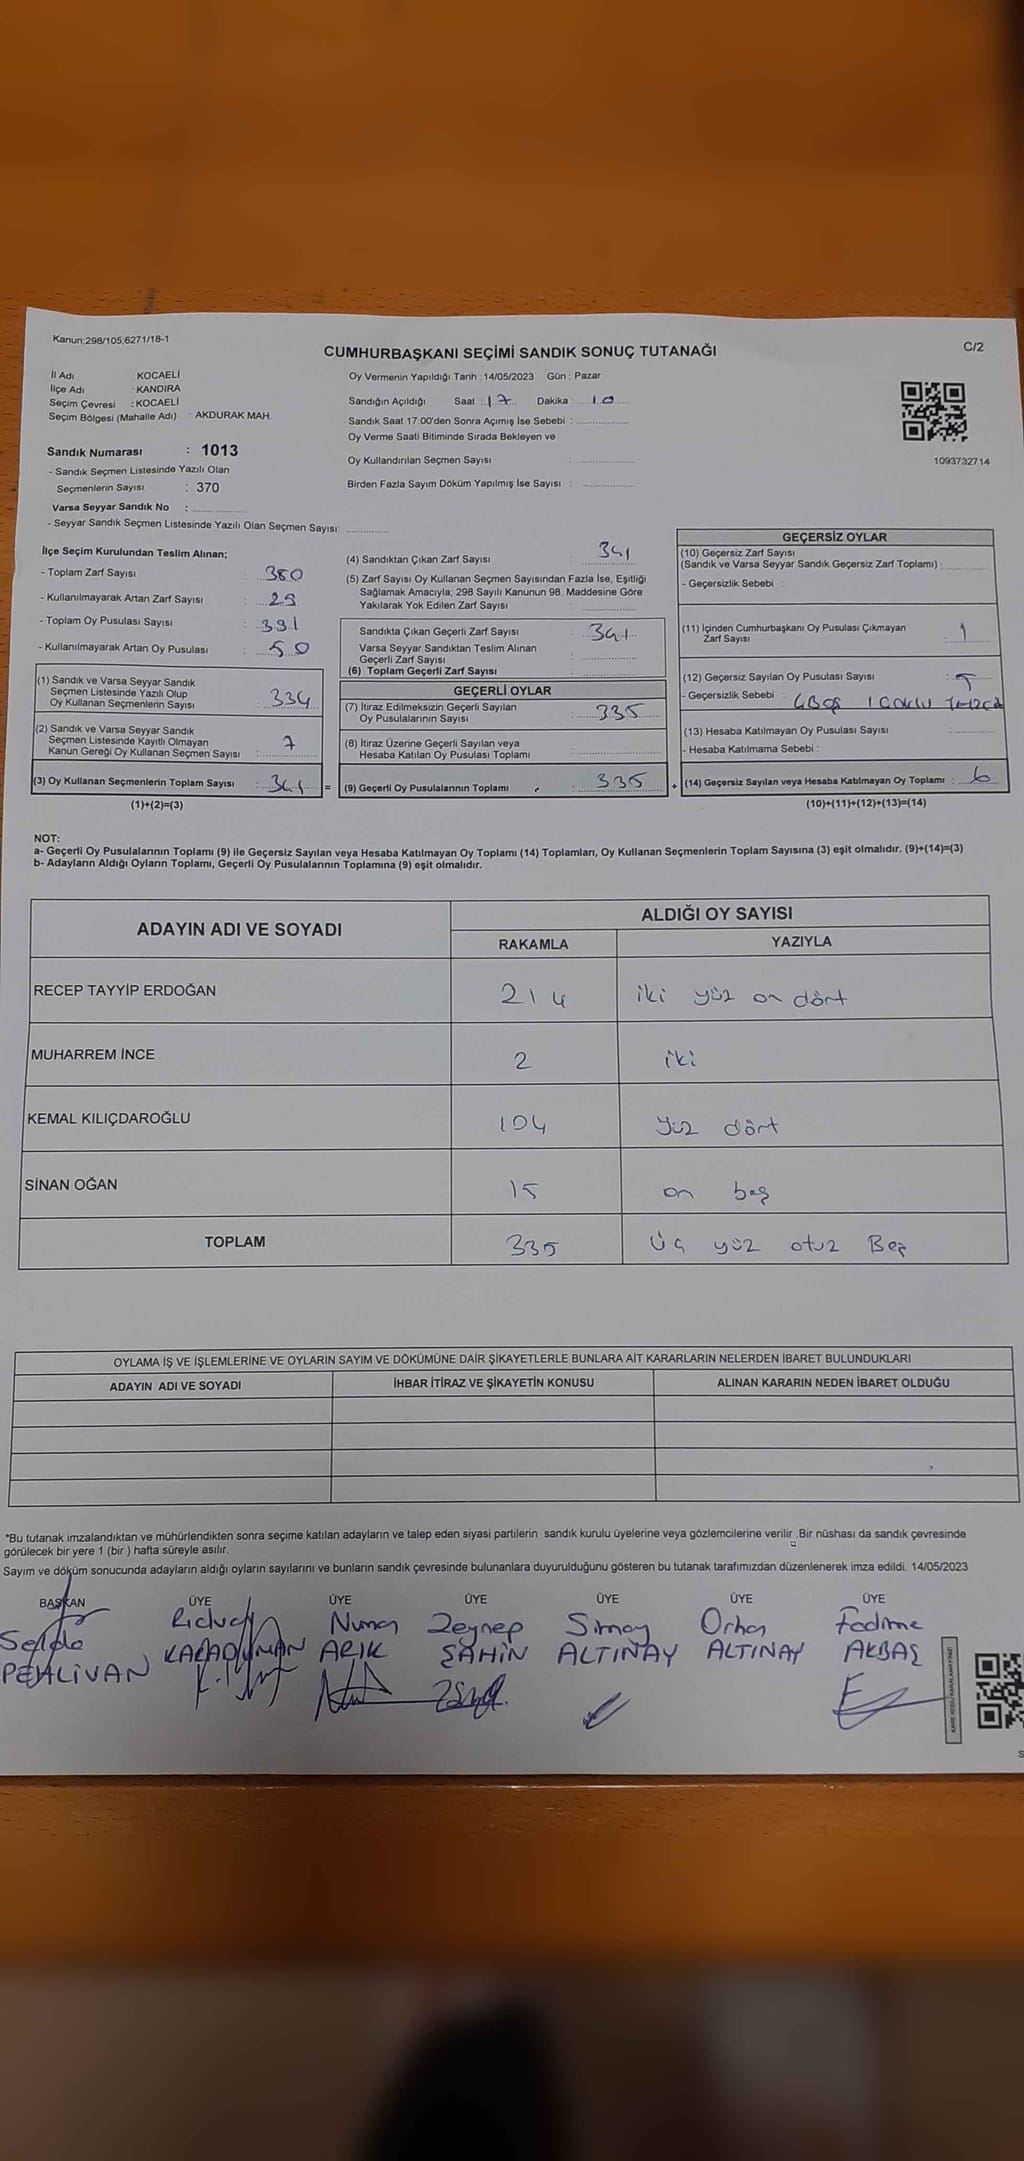 Kanun;298/105,6271/18-1
CUMHURBAŞKANI SEÇİMİ SANDIK SONUÇ TUTANAĞI
C/2
İl Adı : KOCAELİ
İlçe Adı : KANDIRA
Seçim Çevresi : KOCAELİ
Seçim Bölgesi (Mahalle Adı) : AKDURAK MAH.
Sandık Numarası : 1013
- Sandık Seçmen Listesinde Yazılı Olan
Seçmenlerin Sayısı : 370
Varsa Seyyar Sandık No : ................
- Seyyar Sandık Seçmen Listesinde Yazılı Olan Seçmen Sayısı: ............
Oy Vermenin Yapıldığı Tarih : 14/05/2023 Gün : Pazar
Sandığın Açıldığı Saat : 17 Dakika : 10
Sandık Saat 17:00'den Sonra Açımış İse Sebebi : ................
Oy Verme Saati Bitiminde Sırada Bekleyen ve
Oy Kullandırılan Seçmen Sayısı : ................
Birden Fazla Sayım Döküm Yapılmış İse Sayısı : ................
1093732714
İlçe Seçim Kurulundan Teslim Alınan;
- Toplam Zarf Sayısı : 380
- Kullanılmayarak Artan Zarf Sayısı :
- Toplam Oy Pusulası Sayısı :
- Kullanılmayarak Artan Oy Pusulası : 50
(1) Sandık ve Varsa Seyyar Sandık
Seçmen Listesinde Yazılı Olup
Oy Kullanan Seçmenlerin Sayısı : 334
(2) Sandık ve Varsa Seyyar Sandık
Seçmen Listesinde Kayıtlı Olmayan
Kanun Gereği Oy Kullanan Seçmen Sayısı : 7
(3) Oy Kullanan Seçmenlerin Toplam Sayısı : 341 =
(1)+(2)=(3)
(4) Sandıktan Çıkan Zarf Sayısı : 341
(5) Zarf Sayısı Oy Kullanan Seçmen Sayısından Fazla İse, Eşitliği
Sağlamak Amacıyla; 298 Sayılı Kanunun 98. Maddesine Göre
Yakılarak Yok Edilen Zarf Sayısı : ................
Sandıkta Çıkan Geçerli Zarf Sayısı : 341
Varsa Seyyar Sandıktan Teslim Alınan
Geçerli Zarf Sayısı : ................
(6) Toplam Geçerli Zarf Sayısı : ................
GEÇERLİ OYLAR
(7) İtiraz Edilmeksizin Geçerli Sayılan
Oy Pusulalarının Sayısı : 335
(8) İtiraz Üzerine Geçerli Sayılan veya
Hesaba Katılan Oy Pusulası Toplamı : ................
(9) Geçerli Oy Pusulalarının Toplamı : 335 +
GEÇERSİZ OYLAR
(10) Geçersiz Zarf Sayısı
(Sandık ve Varsa Seyyar Sandık Geçersiz Zarf Toplamı) : ............
- Geçersizlik Sebebi :
(11) İçinden Cumhurbaşkanı Oy Pusulası Çıkmayan
Zarf Sayısı : 1
(12) Geçersiz Sayılan Oy Pusulası Sayısı : 5
- Geçersizlik Sebebi : 4 BOŞ 1
(13) Hesaba Katılmayan Oy Pusulası Sayısı : ............
- Hesaba Katılmama Sebebi :
(14) Geçersiz Sayılan veya Hesaba Katılmayan Oy Toplamı : 6
(10)+(11)+(12)+(13)=(14)
NOT:
a- Geçerli Oy Pusulalarının Toplamı (9) ile Geçersiz Sayılan veya Hesaba Katılmayan Oy Toplamı (14) Toplamları, Oy Kullanan Seçmenlerin Toplam Sayısına (3) eşit olmalıdır. (9)+(14)=(3)
b- Adayların Aldığı Oyların Toplamı, Geçerli Oy Pusulalarının Toplamına (9) eşit olmalıdır.
ADAYIN ADI VE SOYADI
ALDIĞI OY SAYISI
RAKAMLA YAZIYLA
RECEP TAYYİP ERDOĞAN 214 iki yüz on dört
MUHARREM İNCE 2 iki
KEMAL KILIÇDAROĞLU 104 Yüz dört
SİNAN OĞAN 15 on beş
TOPLAM 335 Üç yüz otuz Beş
OYLAMA İŞ VE İŞLEMLERİNE VE OYLARIN SAYIM VE DÖKÜMÜNE DAİR ŞİKAYETLERLE BUNLARA AİT KARARLARIN NELERDEN İBARET BULUNDUKLARI
ADAYIN ADI VE SOYADI İHBAR İTİRAZ VE ŞİKAYETİN KONUSU ALINAN KARARIN NEDEN İBARET OLDUĞU
*Bu tutanak imzalandıktan ve mühürlendikten sonra seçime katılan adayların ve talep eden siyasi partilerin sandık kurulu üyelerine veya gözlemcilerine verilir .Bir nüshası da sandık çevresinde
görülecek bir yere 1 (bir ) hafta süreyle asılır.
Sayım ve döküm sonucunda adayların aldığı oyların sayılarını ve bunların sandık çevresinde bulunanlara duyurulduğunu gösteren bu tutanak tarafımızdan düzenlenerek imza edildi. 14/05/2023
BAŞKAN ÜYE ÜYE ÜYE ÜYE ÜYE ÜYE
Selda Rıdvan Numan Zeynep Simay Orhan Fadime
PEHLİVAN KARADUMAN ARIK ŞAHİN ALTINAY ALTINAY AKBAŞ